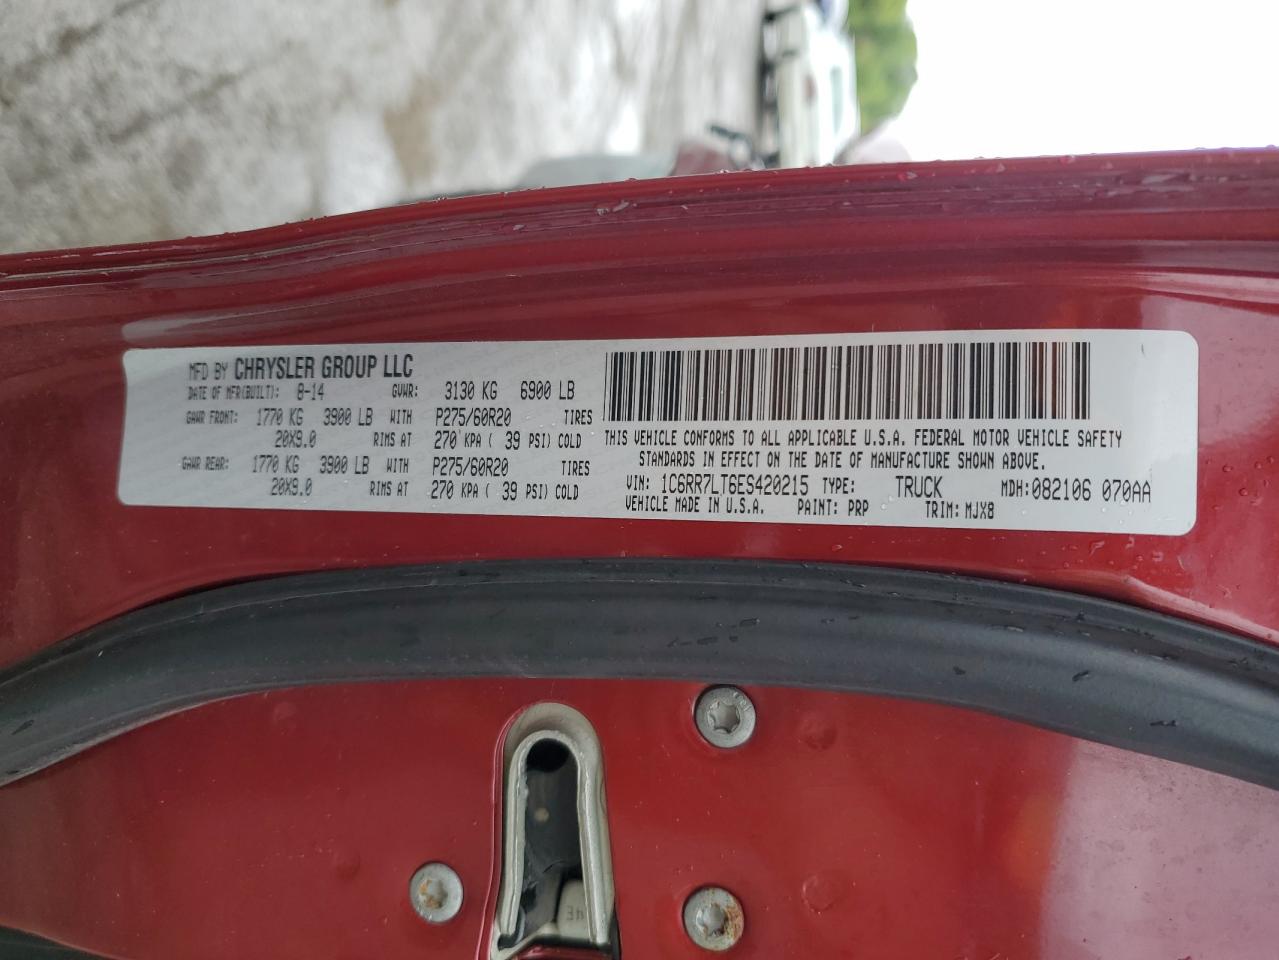 MFD BY CHRYSLER GROUP LLC
DATE OF MFR(BUILT): 8-14 GVWR: 3130 KG 6900 LB
GAWR FRONT: 1770 KG 3900 LB WITH P275/60R20 TIRES
20X9.0 RIMS AT 270 KPA ( 39 PSI) COLD
GAWR REAR: 1770 KG 3900 LB WITH P275/60R20 TIRES
20X9.0 RIMS AT 270 KPA ( 39 PSI) COLD
THIS VEHICLE CONFORMS TO ALL APPLICABLE U.S.A. FEDERAL MOTOR VEHICLE SAFETY
STANDARDS IN EFFECT ON THE DATE OF MANUFACTURE SHOWN ABOVE.
VIN: 1C6RR7LT6ES420215 TYPE: TRUCK MDH:082106 070AA
VEHICLE MADE IN U.S.A. PAINT: PRP TRIM: MJX8